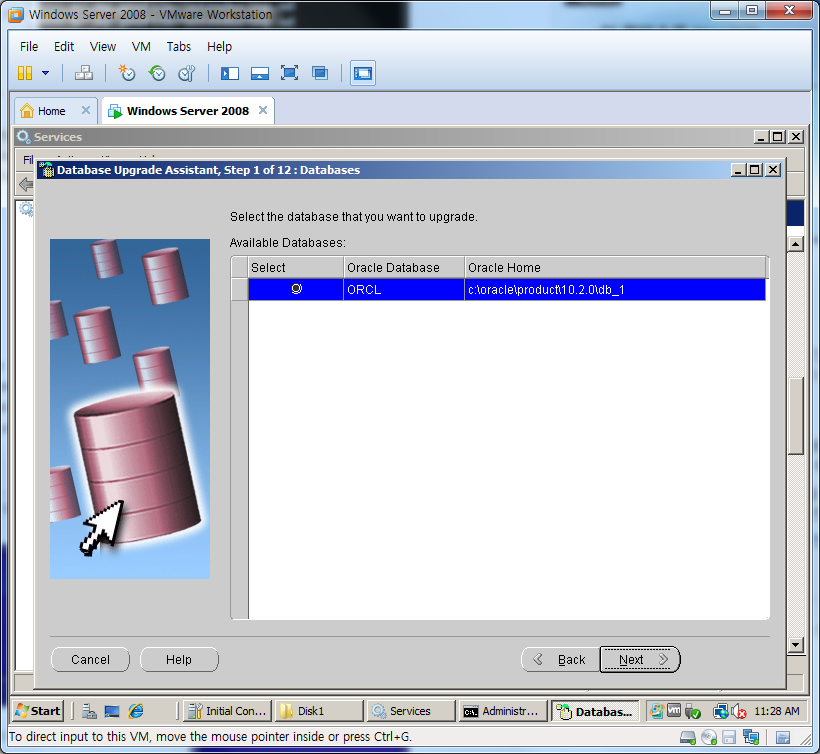 Windows Server 2008 - VMware Workstation
File Edit View VM Tabs Help
Home Windows Server 2008
Services
Database Upgrade Assistant, Step 1 of 12 : Databases
Select the database that you want to upgrade.
Available Databases:
Select Oracle Database Oracle Home
ORCL c:\oracle\product\10.2.0\db_1
Cancel Help Back Next
Start Initial Con... Disk1 Services Administr... Databas... 11:28 AM
To direct input to this VM, move the mouse pointer inside or press Ctrl+G.